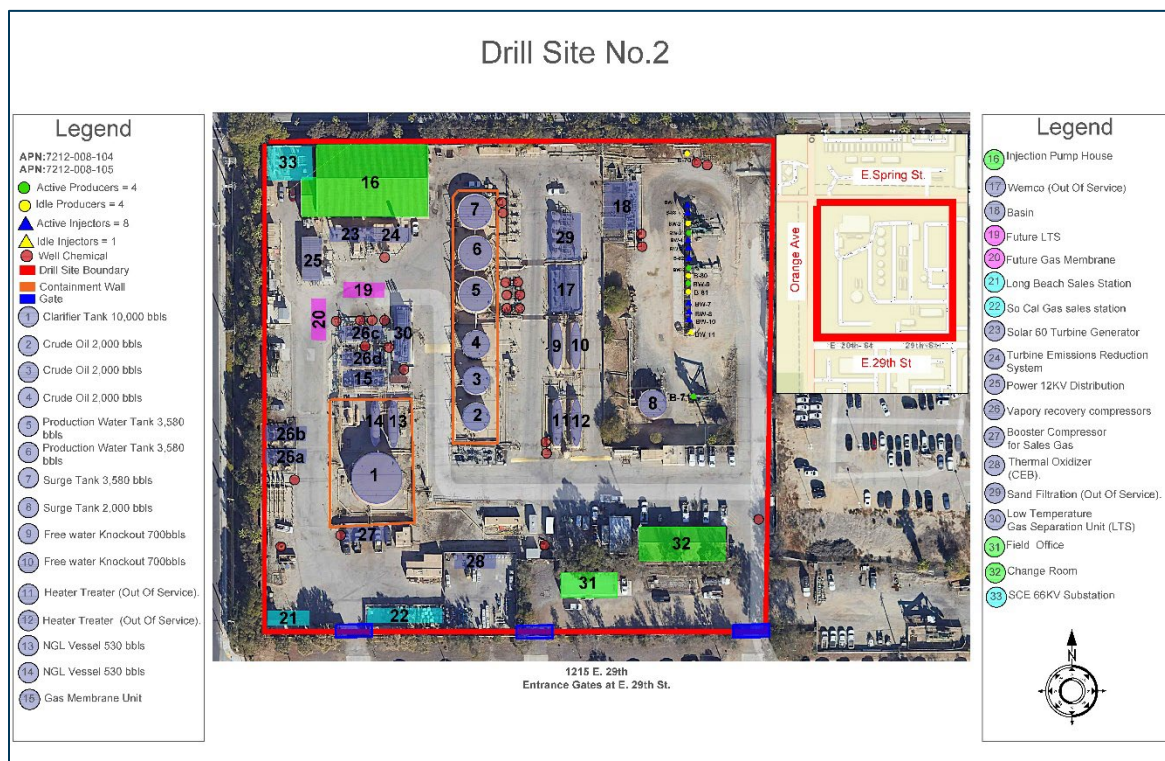 Drill Site No.2
Legend
APN:7212-008-104
APN:7212-008-105
Active Producers = 4
Idle Producers = 4
Active Injectors = 8
Idle Injectors = 1
Well Chemical
Drill Site Boundary
Containment Wall
Gate
1 Clarifier Tank 10,000 bbls
2 Crude Oil 2,000 bbls
3 Crude Oil 2,000 bbls
4 Crude Oil 2,000 bbls
5 Production Water Tank 3,580
bbls
6 Production Water Tank 3,580
bbls
7 Surge Tank 3,580 bbls
Surge Tank 2,000 bbls
9 Free water Knockout 700bbls
10 Free water Knockout 700bbls
11 Heater Treater (Out Of Service).
12 Heater Treater (Out Of Service).
13 NGL Vessel 530 bbls
14 NGL Vessel 530 bbls
15 Gas Membrane Unit
33
16
7
18
23
24
29
6
25
19
5
17
20
26c
30
4
9
10
26d
3
15
2
8
B-7
14
13
11
12
26b
26a
1
27
28
32
31
21
22
B-80
BW-7
E.Spring St.
Orange Ave
E.29th St
1215 E. 29th
Entrance Gates at E. 29th St.
Legend
16 Injection Pump House
17 Wemco (Out Of Service)
18 Basin
19 Future LTS
20 Future Gas Membrane
21 Long Beach Sales Station
22 So Cal Gas sales station
23 Solar 60 Turbine Generator
24 Turbine Emissions Reduction
System
25 Power 12KV Distribution
26 Vapory recovery compressors
27 Booster Compressor
for Sales Gas
28 Thermal Oxidizer
(CEB).
29 Sand Filtration (Out Of Service).
30 Low Temperature
Gas Separation Unit (LTS)
31 Field Office
32 Change Room
33 SCE 66KV Substation
N